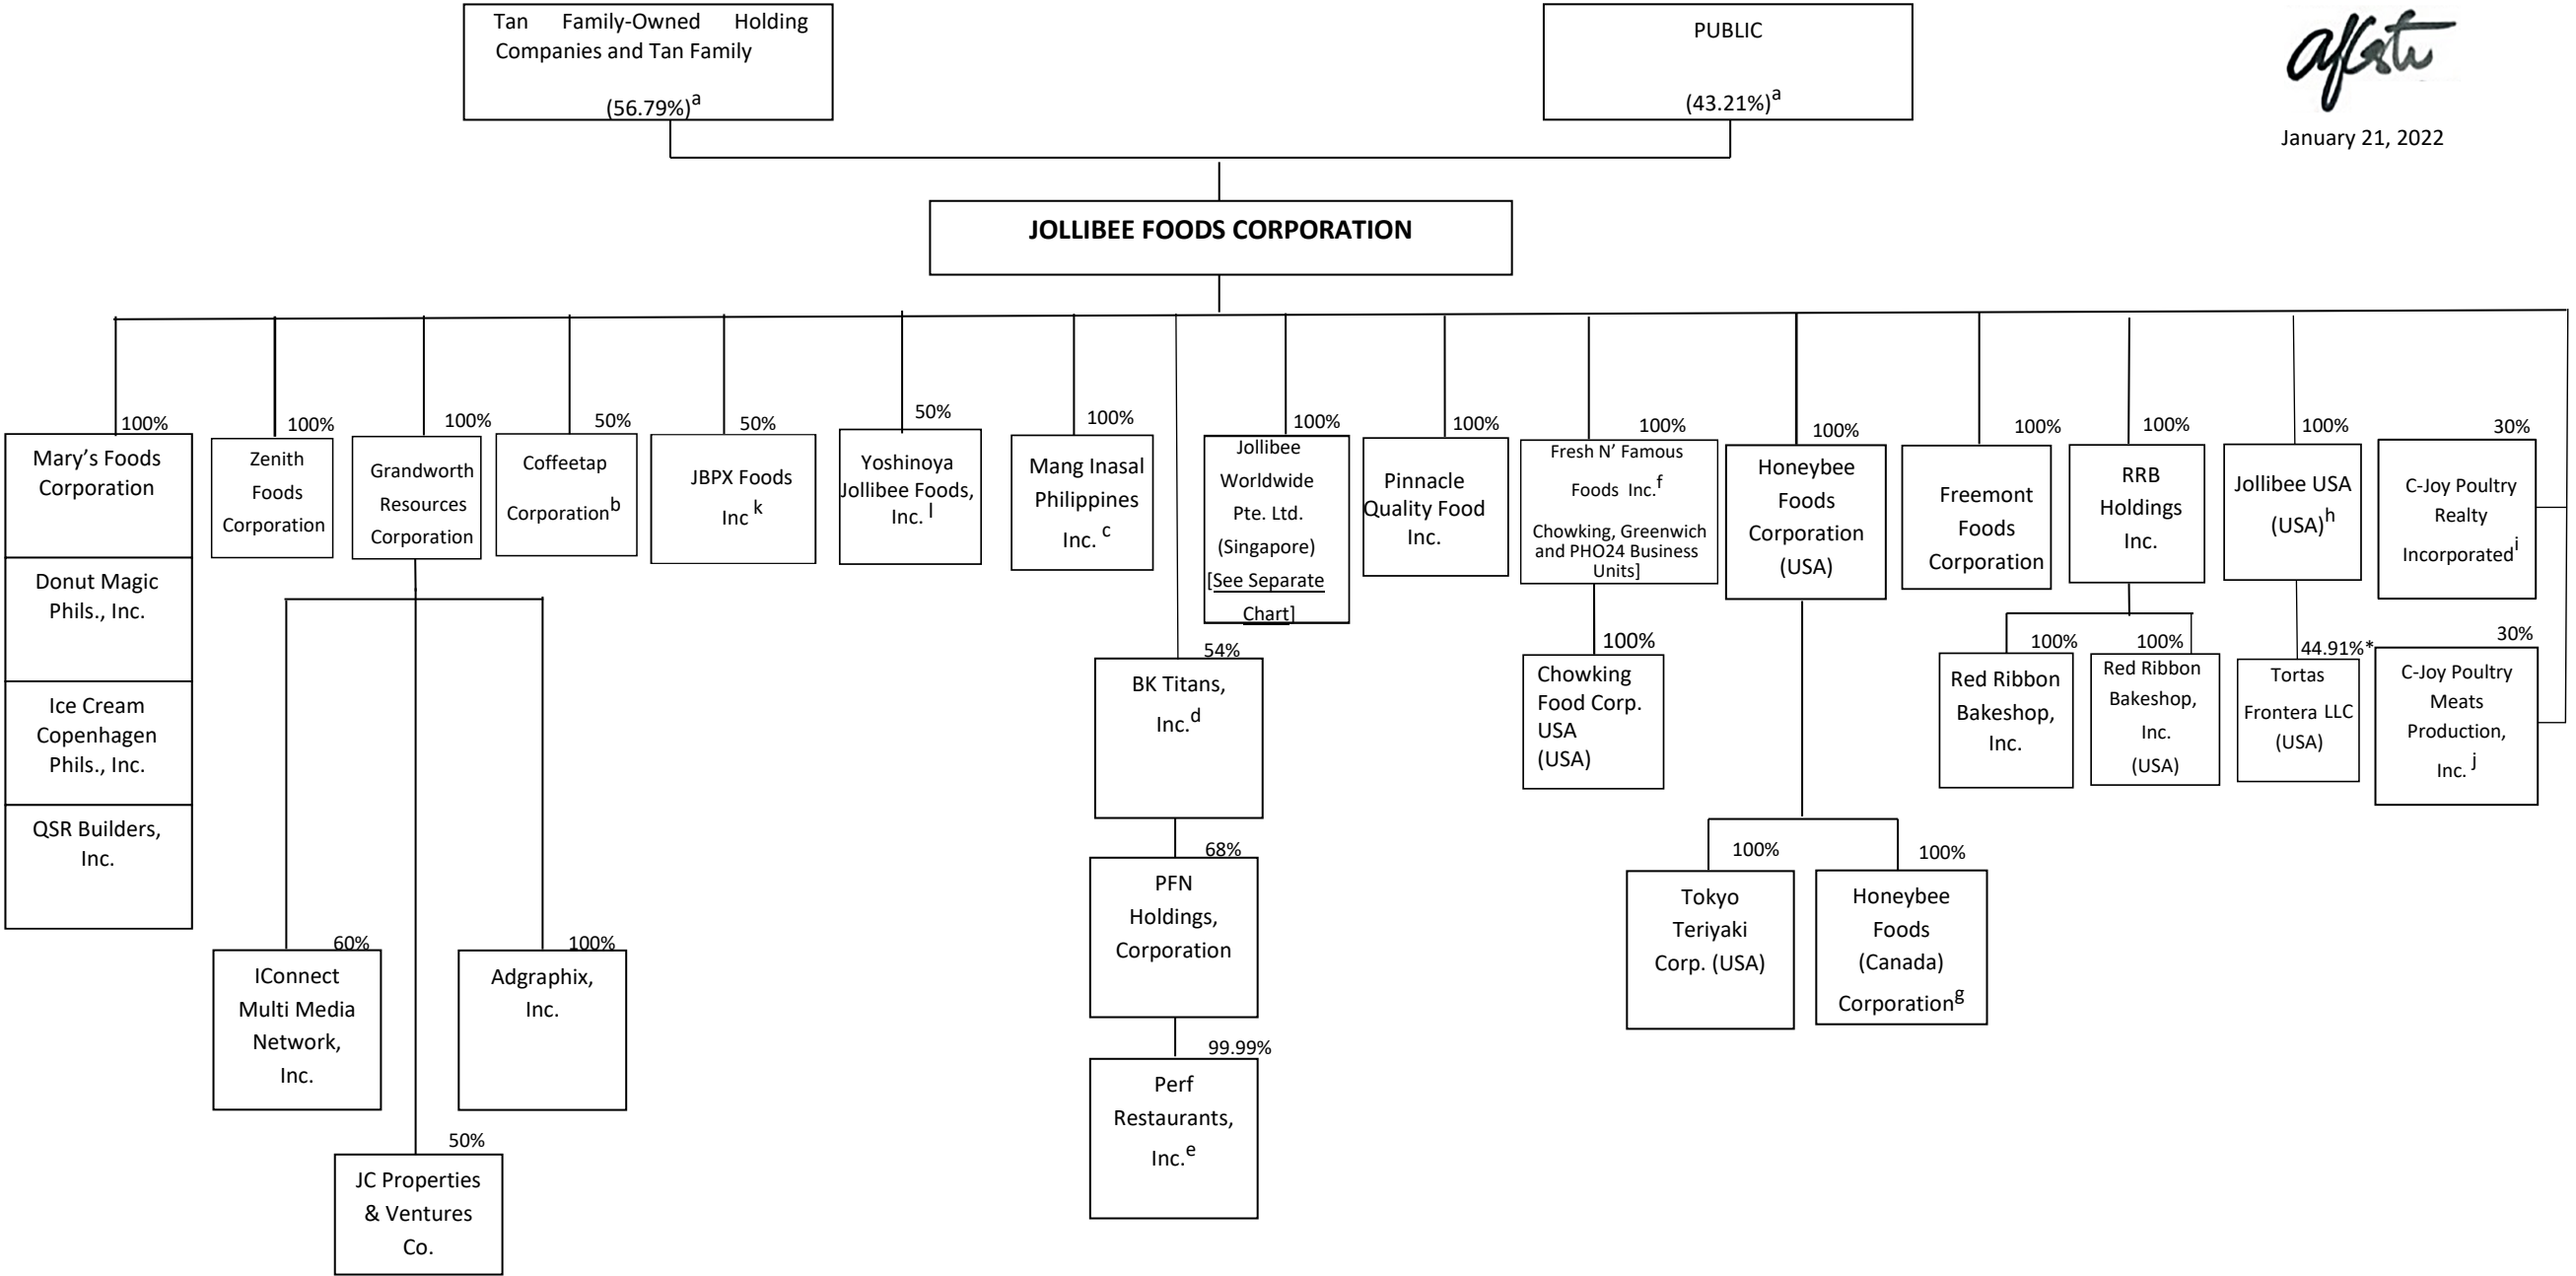 Tan Family-Owned Holding
Companies and Tan Family
(56.79%)a
PUBLIC
(43.21%)a
January 21, 2022
JOLLIBEE FOODS CORPORATION
100%
Mary’s Foods
Corporation
Donut Magic
Phils., Inc.
Ice Cream
Copenhagen
Phils., Inc.
QSR Builders,
Inc.
100%
Zenith
Foods
Corporation
100%
Grandworth
Resources
Corporation
60%
IConnect
Multi Media
Network,
Inc.
50%
JC Properties
& Ventures
Co.
100%
Adgraphix,
Inc.
50%
Coffeetap
Corporationb
50%
JBPX Foods
Inc k
50%
Yoshinoya
Jollibee Foods,
Inc. l
100%
Mang Inasal
Philippines
Inc. c
54%
BK Titans,
Inc.d
68%
PFN
Holdings,
Corporation
99.99%
Perf
Restaurants,
Inc.e
100%
Jollibee
Worldwide
Pte. Ltd.
(Singapore)
[See Separate
Chart]
100%
Pinnacle
Quality Food
Inc.
100%
Fresh N’ Famous
Foods Inc.f
Chowking, Greenwich
and PHO24 Business
Units]
100%
Chowking
Food Corp.
USA
(USA)
100%
Honeybee
Foods
Corporation
(USA)
100%
Tokyo
Teriyaki
Corp. (USA)
100%
Honeybee
Foods
(Canada)
Corporationg
100%
Freemont
Foods
Corporation
100%
RRB
Holdings
Inc.
100%
Red Ribbon
Bakeshop,
Inc.
100%
Red Ribbon
Bakeshop,
Inc.
(USA)
100%
Jollibee USA
(USA)h
44.91%*
Tortas
Frontera LLC
(USA)
30%
C-Joy Poultry
Realty
Incorporatedi
30%
C-Joy Poultry
Meats
Production,
Inc. j